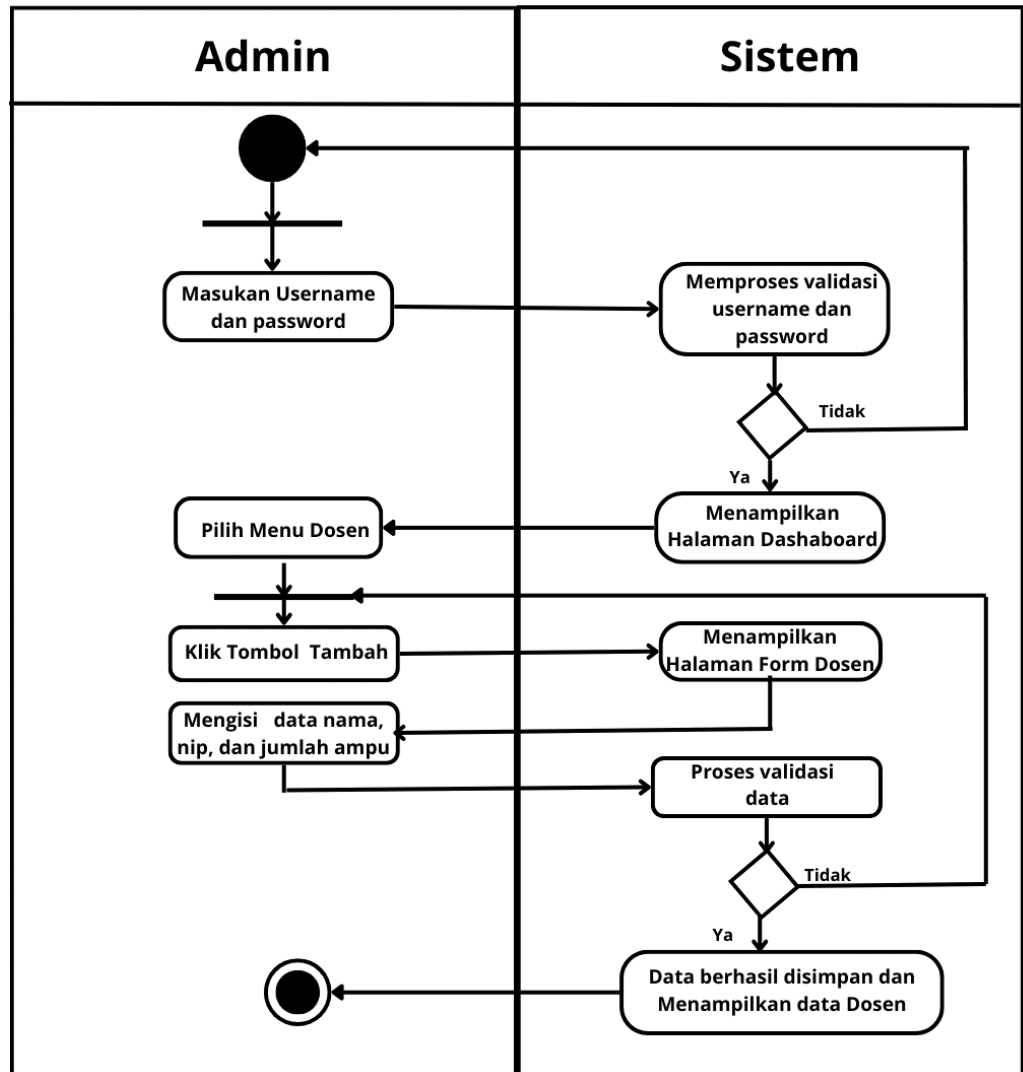 Admin
Sistem
Masukan Username
dan password
Memproses validasi
username dan
password
Tidak
Ya
Menampilkan
Halaman Dashaboard
Pilih Menu Dosen
Klik Tombol Tambah
Menampilkan
Halaman Form Dosen
Mengisi data nama,
nip, dan jumlah ampu
Proses validasi
data
Tidak
Ya
Data berhasil disimpan dan
Menampilkan data Dosen